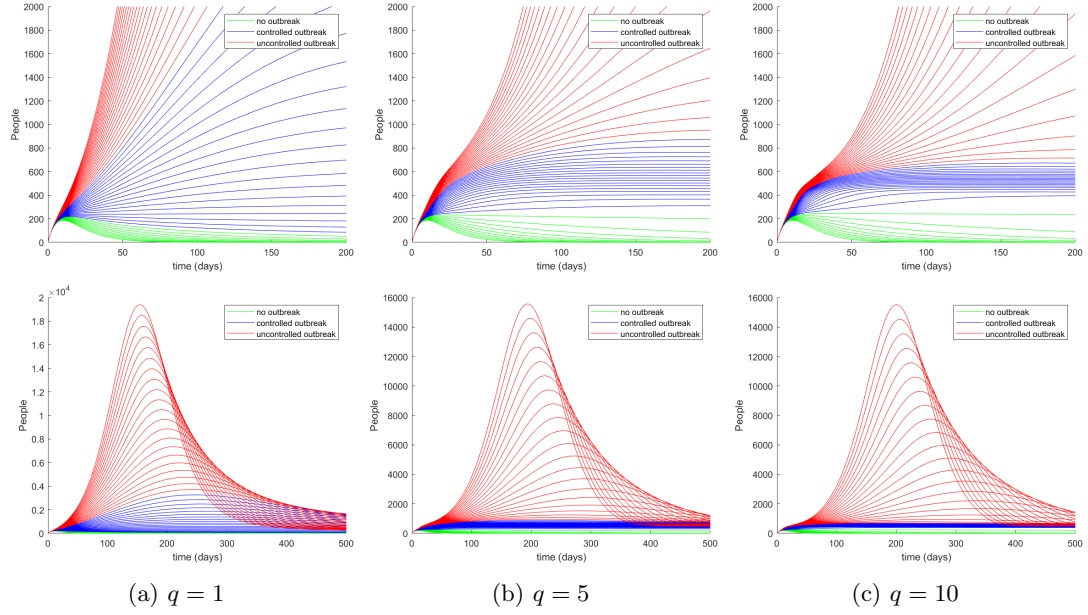 2000
1800
1600
1400
1200
1000
800
600
400
200
0
People
0 50 100 150 200
time (days)
no outbreak
controlled outbreak
uncontrolled outbreak
2000
1800
1600
1400
1200
1000
800
600
400
200
0
People
0 50 100 150 200
time (days)
no outbreak
controlled outbreak
uncontrolled outbreak
2000
1800
1600
1400
1200
1000
800
600
400
200
0
People
0 50 100 150 200
time (days)
no outbreak
controlled outbreak
uncontrolled outbreak
× 10⁴
2
1.8
1.6
1.4
1.2
1
0.8
0.6
0.4
0.2
0
People
0 100 200 300 400 500
time (days)
no outbreak
controlled outbreak
uncontrolled outbreak
16000
14000
12000
10000
8000
6000
4000
2000
0
People
0 100 200 300 400 500
time (days)
no outbreak
controlled outbreak
uncontrolled outbreak
16000
14000
12000
10000
8000
6000
4000
2000
0
People
0 100 200 300 400 500
time (days)
no outbreak
controlled outbreak
uncontrolled outbreak
(a) q = 1
(b) q = 5
(c) q = 10